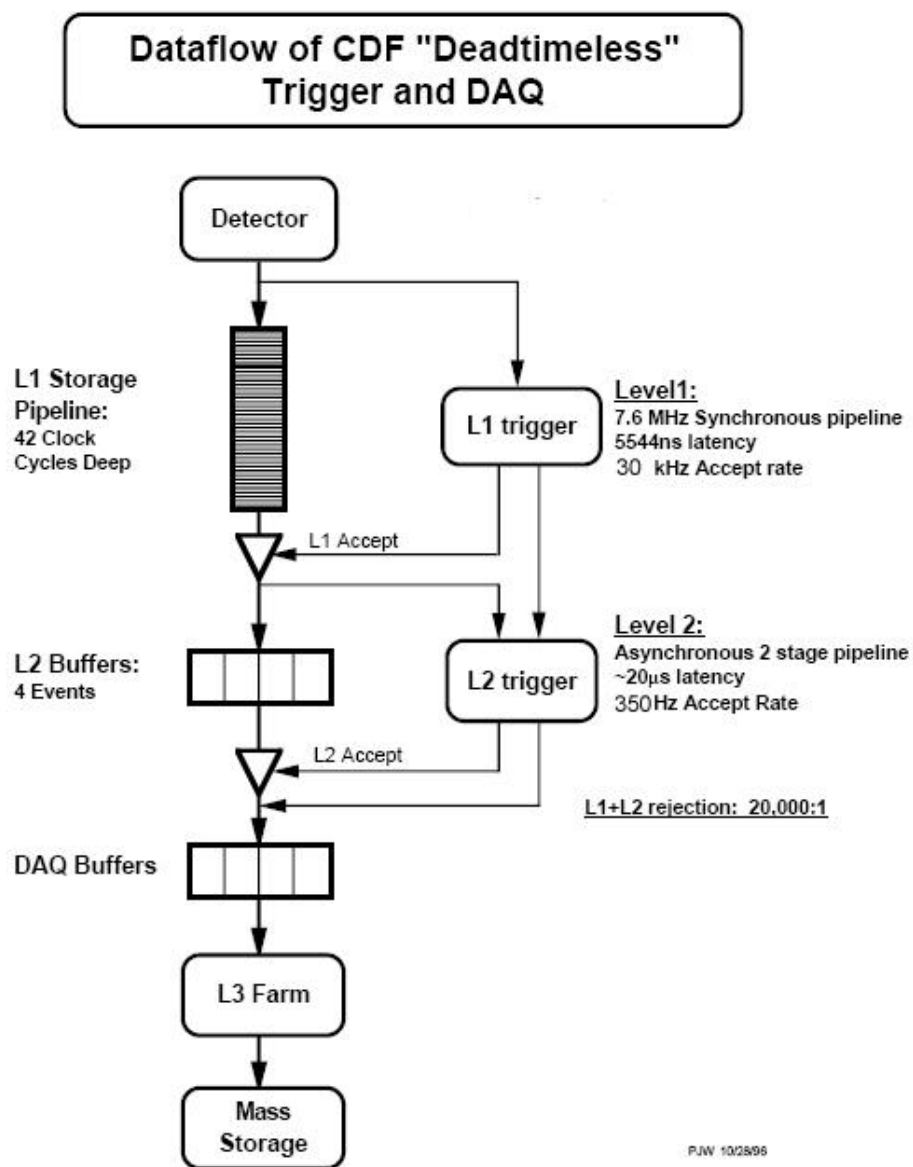 Dataflow of CDF "Deadtimeless"
Trigger and DAQ
Detector
L1 Storage
Pipeline:
42 Clock
Cycles Deep
L1 trigger
Level1:
7.6 MHz Synchronous pipeline
5544ns latency
30 kHz Accept rate
L1 Accept
L2 Buffers:
4 Events
L2 trigger
Level 2:
Asynchronous 2 stage pipeline
~20μs latency
350Hz Accept Rate
L2 Accept
L1+L2 rejection: 20,000:1
DAQ Buffers
L3 Farm
Mass
Storage
PJW 10/28/96